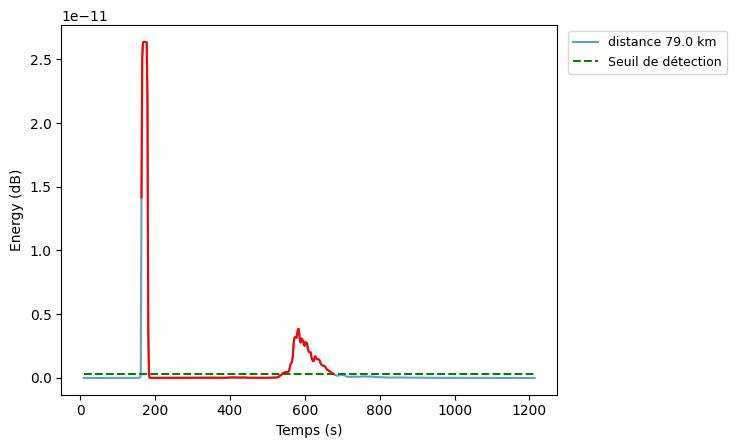 1e−11
2.5
2.0
1.5
1.0
0.5
0.0
Energy (dB)
0 200 400 600 800 1000 1200
Temps (s)
distance 79.0 km
Seuil de détection